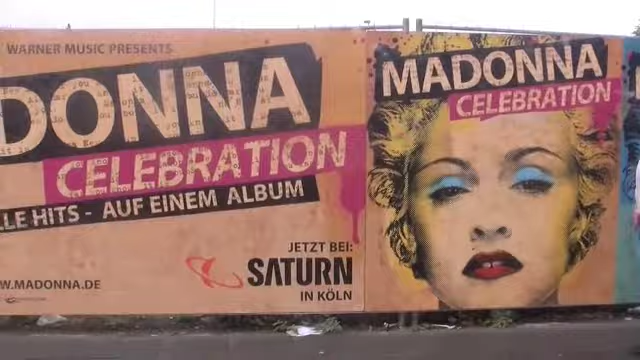 WARNER MUSIC PRESENTS
DONNA
CELEBRATION
LLE HITS - AUF EINEM ALBUM
JETZT BEI:
SATURN
IN KÖLN
WW.MADONNA.DE
MADONNA
CELEBRATION